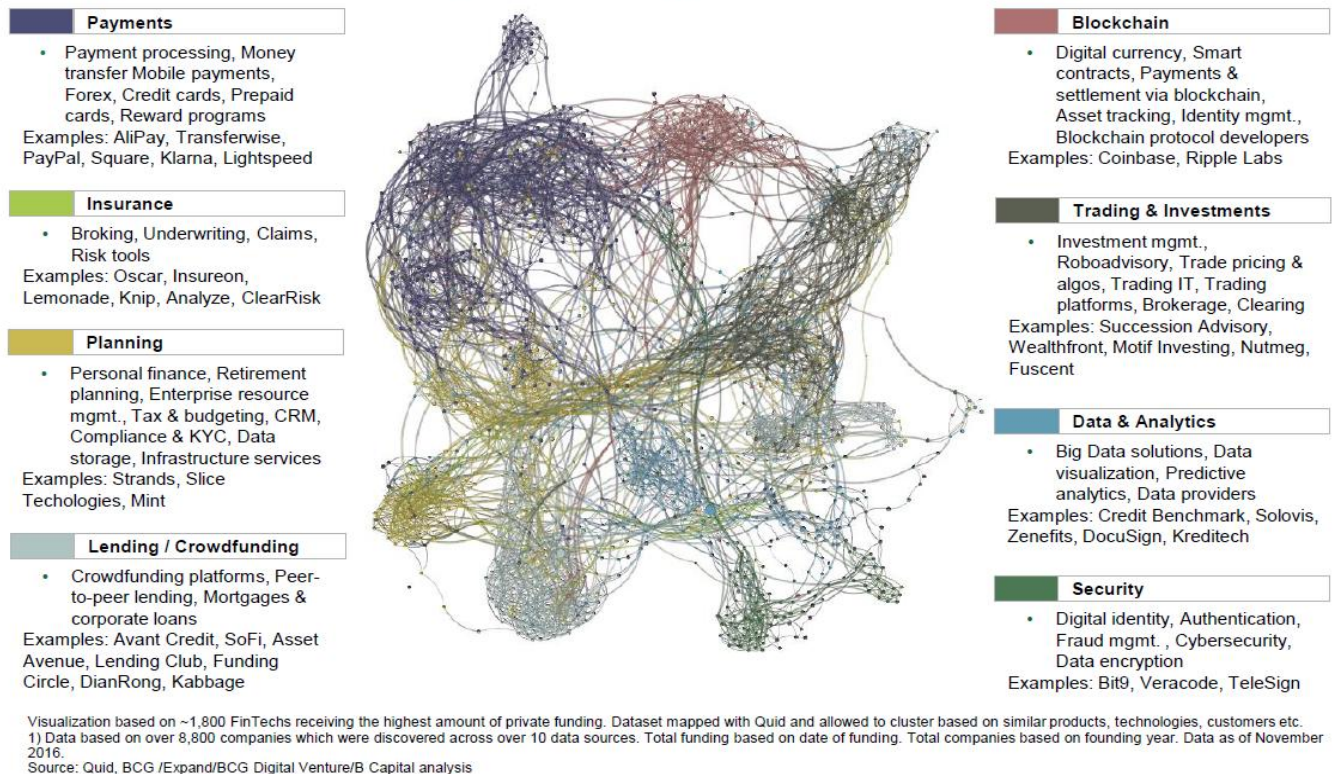 Payments
• Payment processing, Money
transfer Mobile payments,
Forex, Credit cards, Prepaid
cards, Reward programs
Examples: AliPay, Transferwise,
PayPal, Square, Klarna, Lightspeed
Insurance
• Broking, Underwriting, Claims,
Risk tools
Examples: Oscar, Insureon,
Lemonade, Knip, Analyze, ClearRisk
Planning
• Personal finance, Retirement
planning, Enterprise resource
mgmt., Tax & budgeting, CRM,
Compliance & KYC, Data
storage, Infrastructure services
Examples: Strands, Slice
Techologies, Mint
Lending / Crowdfunding
• Crowdfunding platforms, Peer-
to-peer lending, Mortgages &
corporate loans
Examples: Avant Credit, SoFi, Asset
Avenue, Lending Club, Funding
Circle, DianRong, Kabbage
Blockchain
• Digital currency, Smart
contracts, Payments &
settlement via blockchain,
Asset tracking, Identity mgmt.,
Blockchain protocol developers
Examples: Coinbase, Ripple Labs
Trading & Investments
• Investment mgmt.,
Roboadvisory, Trade pricing &
algos, Trading IT, Trading
platforms, Brokerage, Clearing
Examples: Succession Advisory,
Wealthfront, Motif Investing, Nutmeg,
Fuscent
Data & Analytics
• Big Data solutions, Data
visualization, Predictive
analytics, Data providers
Examples: Credit Benchmark, Solovis,
Zenefits, DocuSign, Kreditech
Security
• Digital identity, Authentication,
Fraud mgmt. , Cybersecurity,
Data encryption
Examples: Bit9, Veracode, TeleSign
Visualization based on ~1,800 FinTechs receiving the highest amount of private funding. Dataset mapped with Quid and allowed to cluster based on similar products, technologies, customers etc.
1) Data based on over 8,800 companies which were discovered across over 10 data sources. Total funding based on date of funding. Total companies based on founding year. Data as of November
2016.
Source: Quid, BCG /Expand/BCG Digital Venture/B Capital analysis